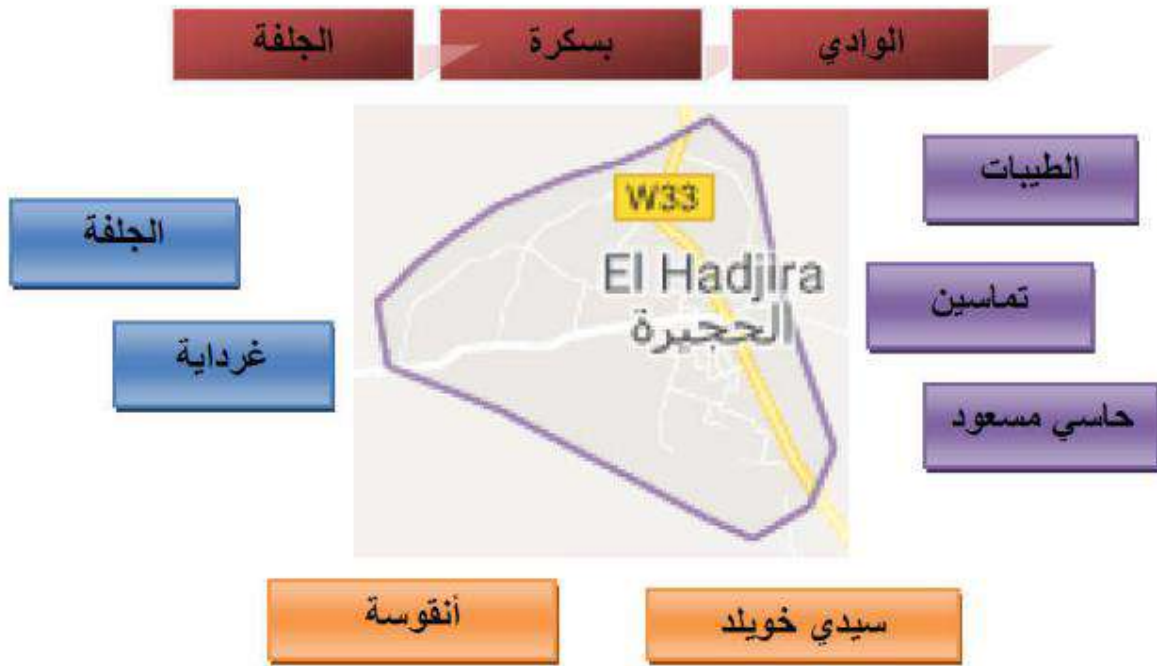 الوادي
بسكرة
الجلفة
الطيبات
الجلفة
W33
El Hadjira
الحجيرة
تماسين
غرداية
حاسي مسعود
سيدي خويلد
أنقوسة